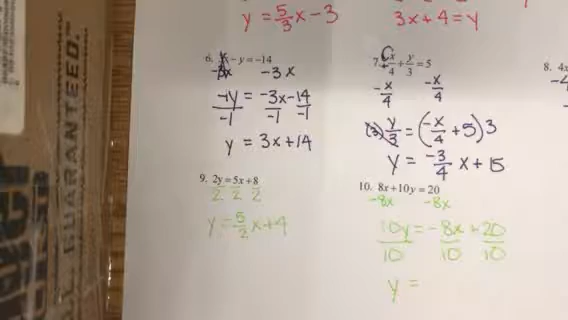 y = 5/3 x - 3
3x + 4 = y
6. - y = -14
-3x -3x
-1y = -3x - 14
-1 -1 -1
y = 3x + 14
7. x/4 + y/3 = 5
-x/4 -x/4
(3) y/3 = (-x/4 + 5) 3
y = -3/4 x + 15
8. 4x
9. 2y = 5x + 8
2 2 2
y = 5/2 x + 4
10. 8x + 10y = 20
-8x -8x
10y = -8x + 20
10 10 10
y =
GUARANTEED.